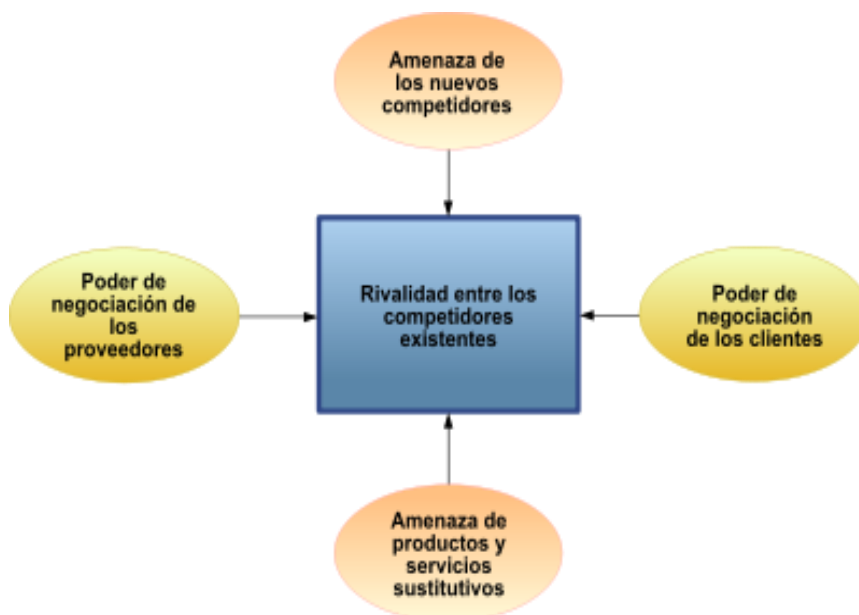 Amenaza de
los nuevos
competidores
Poder de
negociación de
los
proveedores
Rivalidad entre los
competidores
existentes
Poder de
negociación
de los clientes
Amenaza de
productos y
servicios
sustitutivos